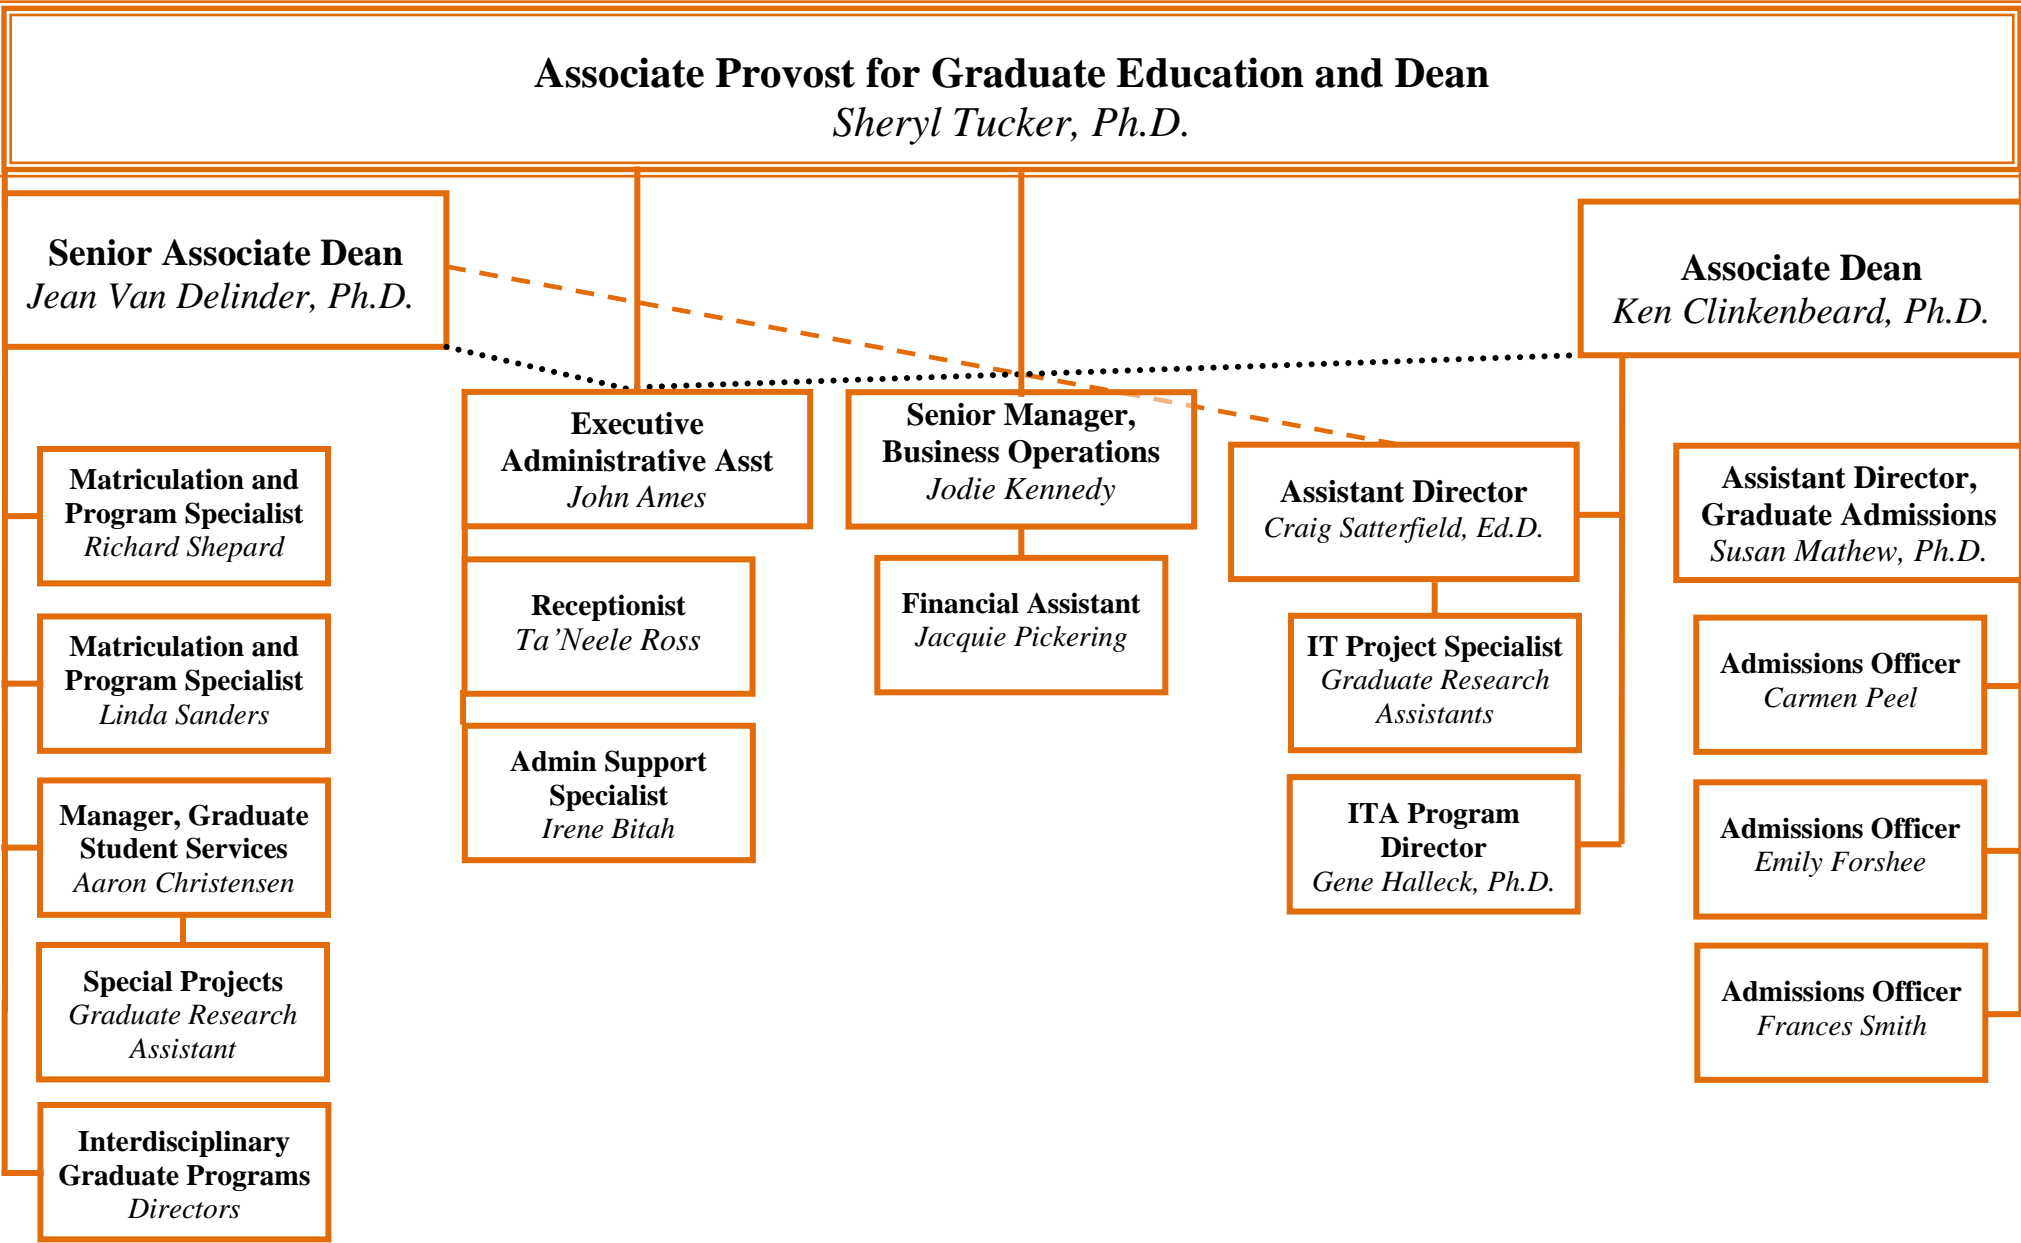 Associate Provost for Graduate Education and Dean
Sheryl Tucker, Ph.D.
Senior Associate Dean
Jean Van Delinder, Ph.D.
Associate Dean
Ken Clinkenbeard, Ph.D.
Executive
Administrative Asst
John Ames
Senior Manager,
Business Operations
Jodie Kennedy
Assistant Director
Craig Satterfield, Ed.D.
Assistant Director,
Graduate Admissions
Susan Mathew, Ph.D.
Matriculation and
Program Specialist
Richard Shepard
Receptionist
Ta’Neele Ross
Financial Assistant
Jacquie Pickering
IT Project Specialist
Graduate Research
Assistants
Admissions Officer
Carmen Peel
Matriculation and
Program Specialist
Linda Sanders
Admin Support
Specialist
Irene Bitah
ITA Program
Director
Gene Halleck, Ph.D.
Admissions Officer
Emily Forshee
Manager, Graduate
Student Services
Aaron Christensen
Special Projects
Graduate Research
Assistant
Admissions Officer
Frances Smith
Interdisciplinary
Graduate Programs
Directors